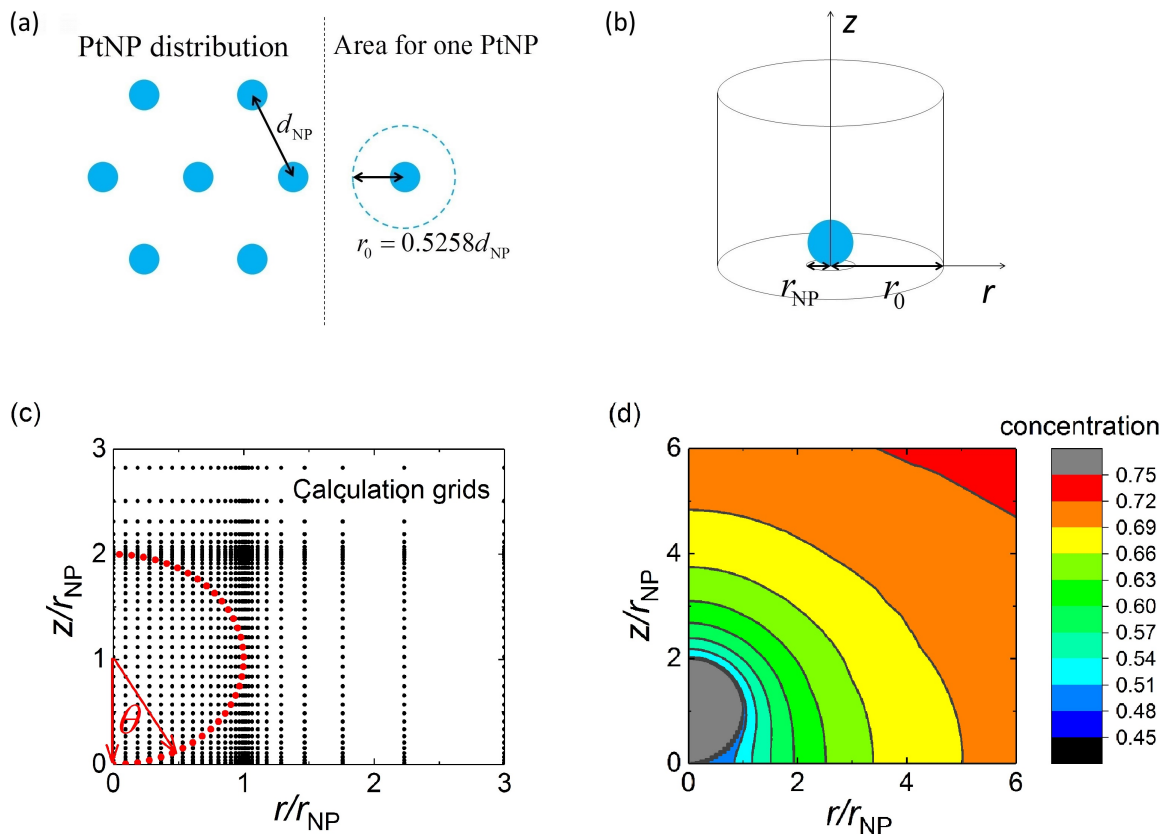 (a)
PtNP distribution
Area for one PtNP
d_NP
r_0 = 0.5258d_NP
(b)
z
r_NP
r_0
r
(c)
3
2
1
0
z/r_NP
Calculation grids
θ
0
1
2
3
r/r_NP
(d)
6
4
2
0
z/r_NP
0
2
4
6
r/r_NP
concentration
0.75
0.72
0.69
0.66
0.63
0.60
0.57
0.54
0.51
0.48
0.45